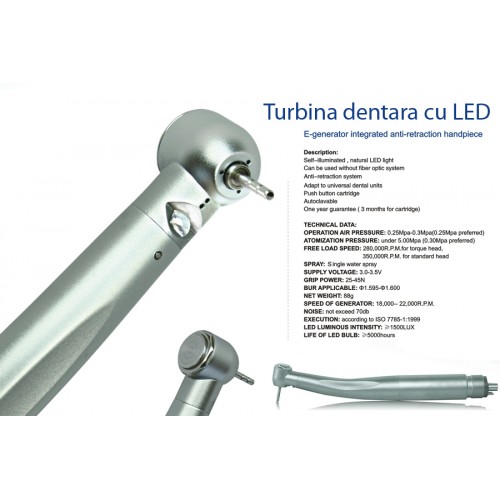 Turbina dentara cu LED
E-generator integrated anti-retraction handpiece
Description:
Self-illuminated , natural LED light
Can be used without fiber optic system
Anti-retraction system
Adapt to universal dental units
Push button cartridge
Autoclavable
One year guarantee ( 3 months for cartridge)
TECHNICAL DATA:
OPERATION AIR PRESSURE: 0.25Mpa-0.3Mpa(0.25Mpa preferred)
ATOMIZATION PRESSURE: under 5.00Mpa (0.30Mpa preferred)
FREE LOAD SPEED: 280,000R.P.M.for torque head,
350,000R.P.M. for standard head
SPRAY: Single water spray
SUPPLY VOLTAGE: 3.0-3.5V
GRIP POWER: 25-45N
BUR APPLICABLE: Φ1.595-Φ1.600
NET WEIGHT: 88g
SPEED OF GENERATOR: 18,000~ 22,000R.P.M.
NOISE: not exceed 70db
EXECUTION: according to ISO 7785-1:1999
LED LUMINOUS INTENSITY: ≥1500LUX
LIFE OF LED BULB: ≥5000hours